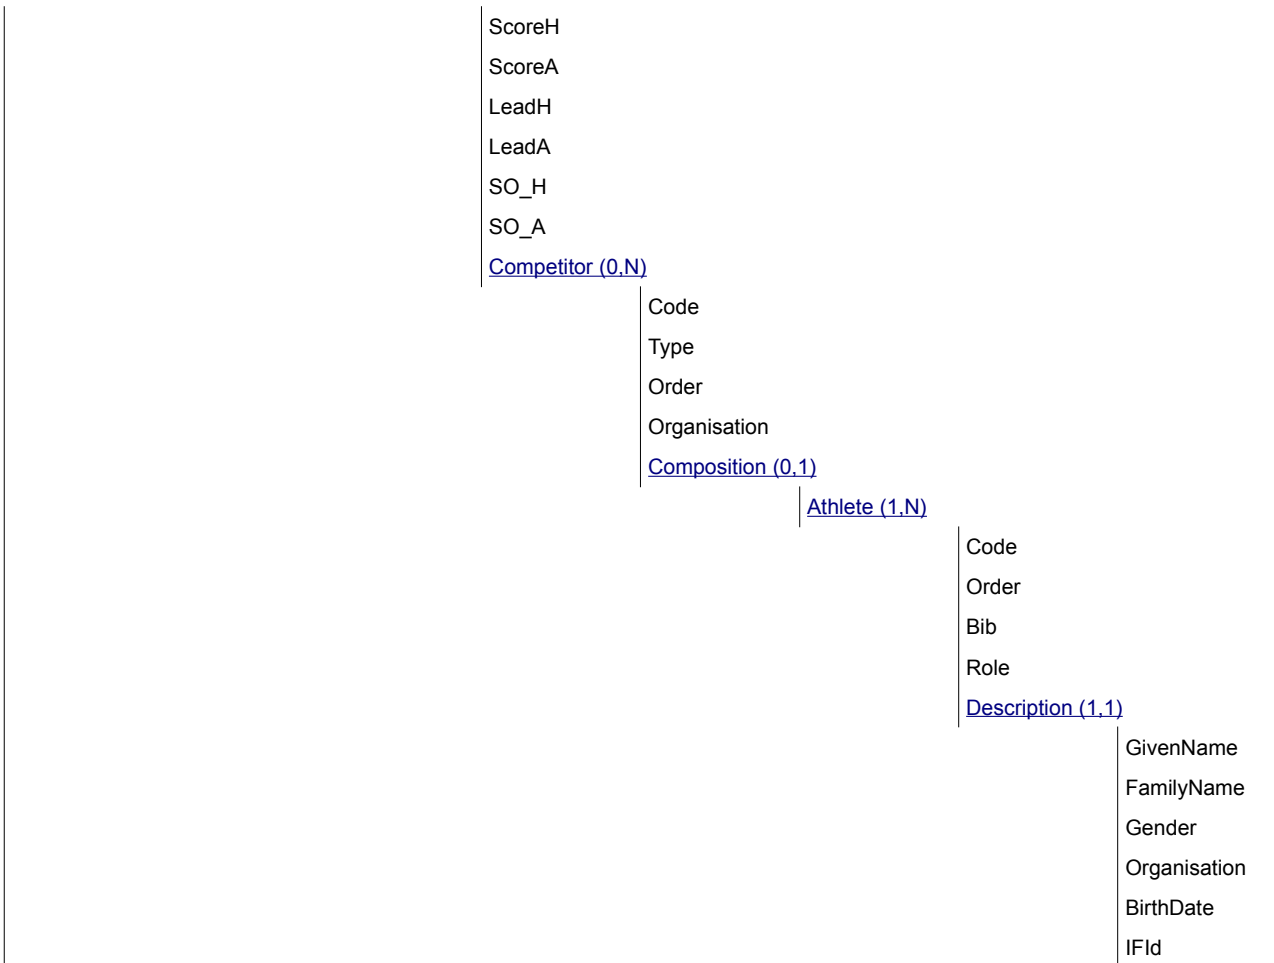 ScoreH
ScoreA
LeadH
LeadA
SO_H
SO_A
Competitor (0,N)
Code
Type
Order
Organisation
Composition (0,1)
Athlete (1,N)
Code
Order
Bib
Role
Description (1,1)
GivenName
FamilyName
Gender
Organisation
BirthDate
IFId